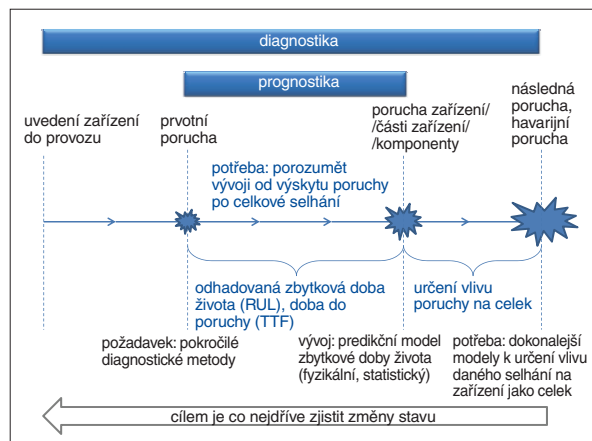 diagnostika
prognostika
uvedení zařízení
do provozu
prvotní
porucha
porucha zařízení/
/části zařízení/
/komponenty
následná
porucha,
havarijní
porucha
potřeba: porozumět
vývoji od výskytu poruchy
po celkové selhání
odhadovaná zbytková doba
života (RUL), doba do
poruchy (TTF)
určení vlivu
poruchy na celek
požadavek: pokročilé
diagnostické metody
vývoj: predikční model
zbytkové doby života
(fyzikální, statistický)
potřeba: dokonalejší
modely k určení vlivu
daného selhání na
zařízení jako celek
cílem je co nejdříve zjistit změny stavu